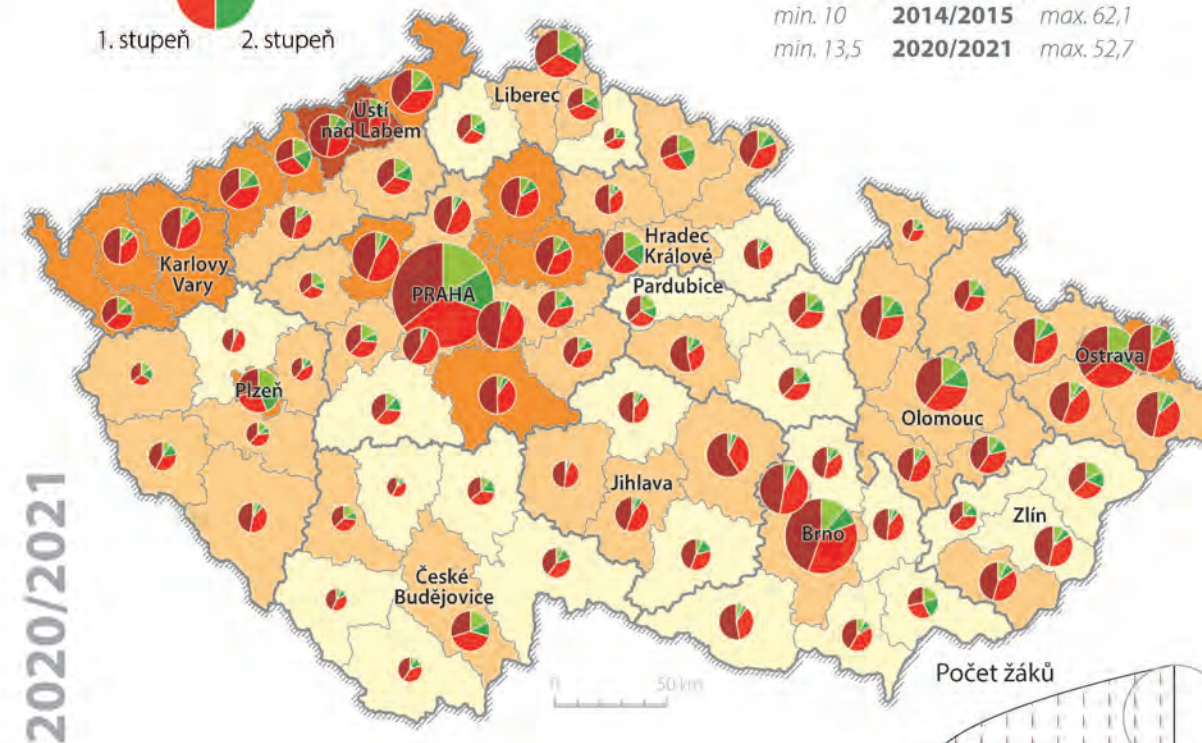 1. stupeň 2. stupeň
min. 10 2014/2015 max. 62,1
min. 13,5 2020/2021 max. 52,7
Liberec
Ústí
nad Labem
Karlovy
Vary
Hradec
Králové
Pardubice
PRAHA
Plzeň
Ostrava
Olomouc
Jihlava
Zlín
Brno
České
Budějovice
2020/2021
0 50 km
Počet žáků